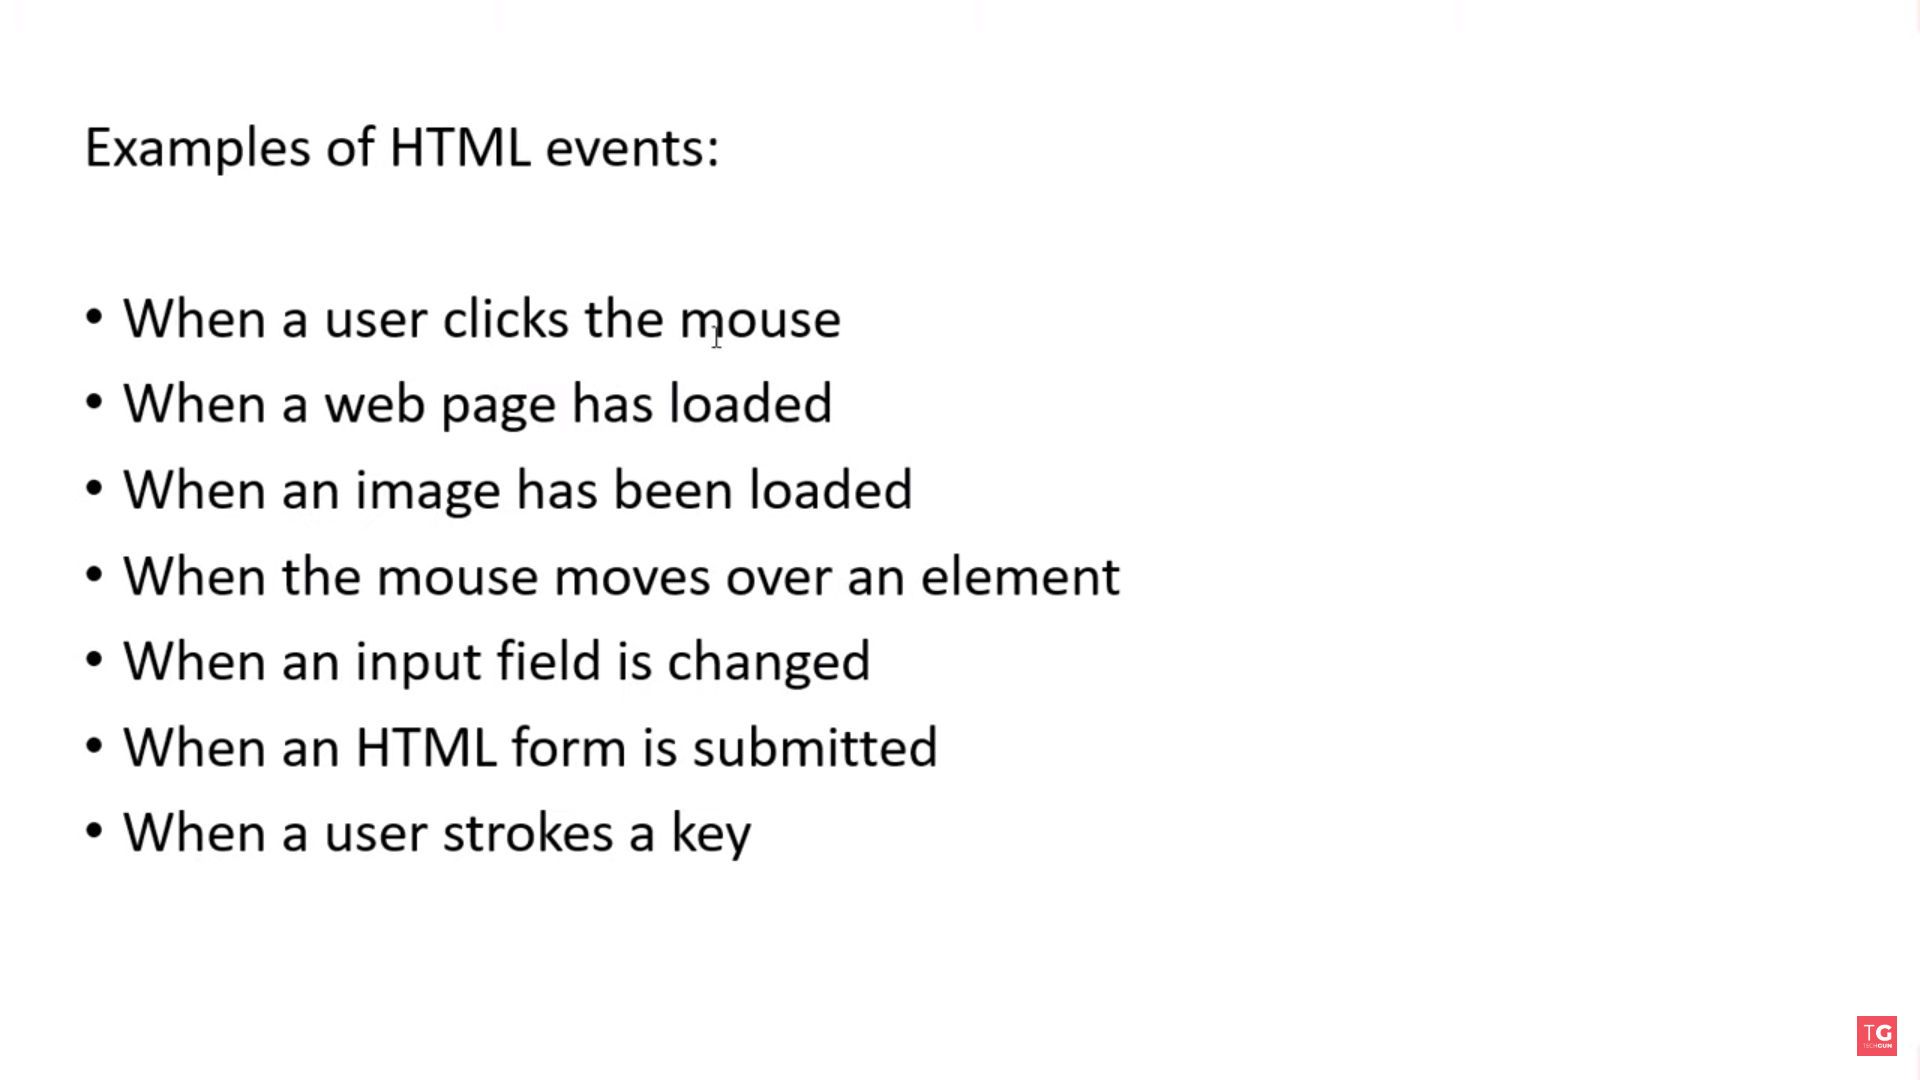 Examples of HTML events:
• When a user clicks the mouse
• When a web page has loaded
• When an image has been loaded
• When the mouse moves over an element
• When an input field is changed
• When an HTML form is submitted
• When a user strokes a key
TG
TECHGUN